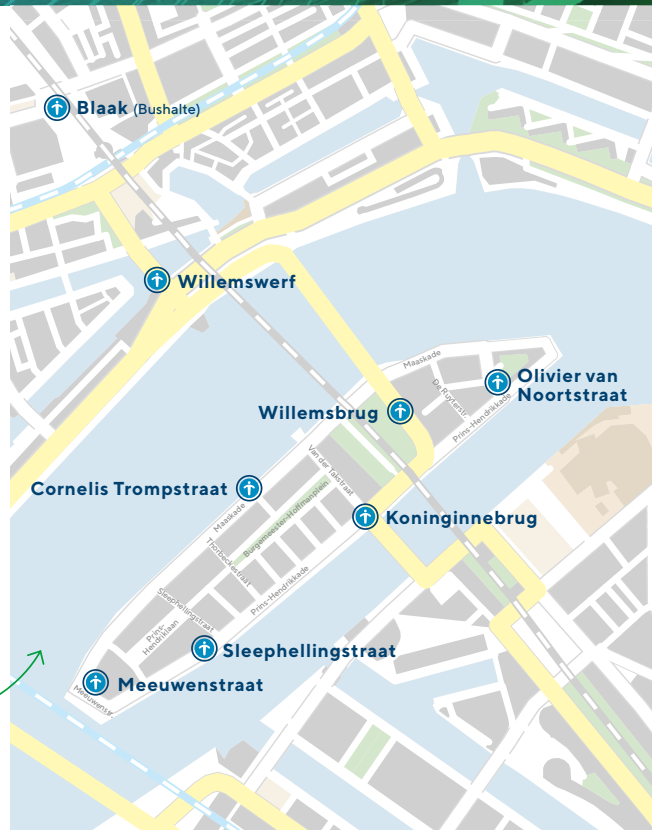 Blaak (Bushalte)
Willemswerf
Maaskade
Olivier van
Noortstraat
De Ruyterstr.
Prins-Hendrikkade
Willemsbrug
Van der Takstraat
Cornelis Trompstraat
Maaskade
Burgemeester-Hoffmanplein
Koninginnebrug
Thorbeckestraat
Prins-Hendrikkade
Sleephellingstraat
Prins-
Hendriklaan
Sleephellingstraat
Meeuwenstraat
Meeuwenstr.